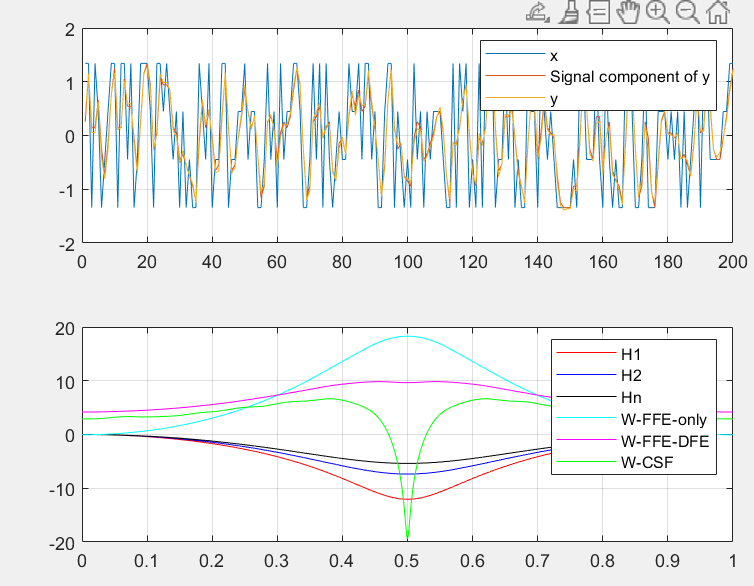 2
1
0
-1
-2
x
Signal component of y
y
0 20 40 60 80 100 120 140 160 180 200
20
10
0
-10
-20
H1
H2
Hn
W-FFE-only
W-FFE-DFE
W-CSF
0 0.1 0.2 0.3 0.4 0.5 0.6 0.7 0.8 0.9 1